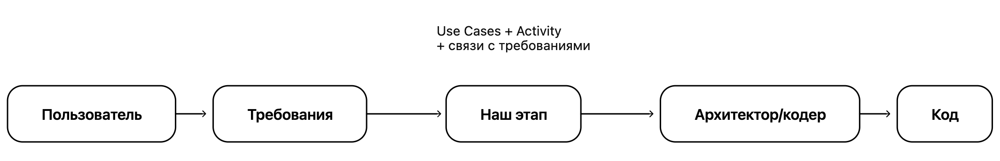 Use Cases + Activity
+ связи с требованиями
Пользователь
Требования
Наш этап
Архитектор/кодер
Код